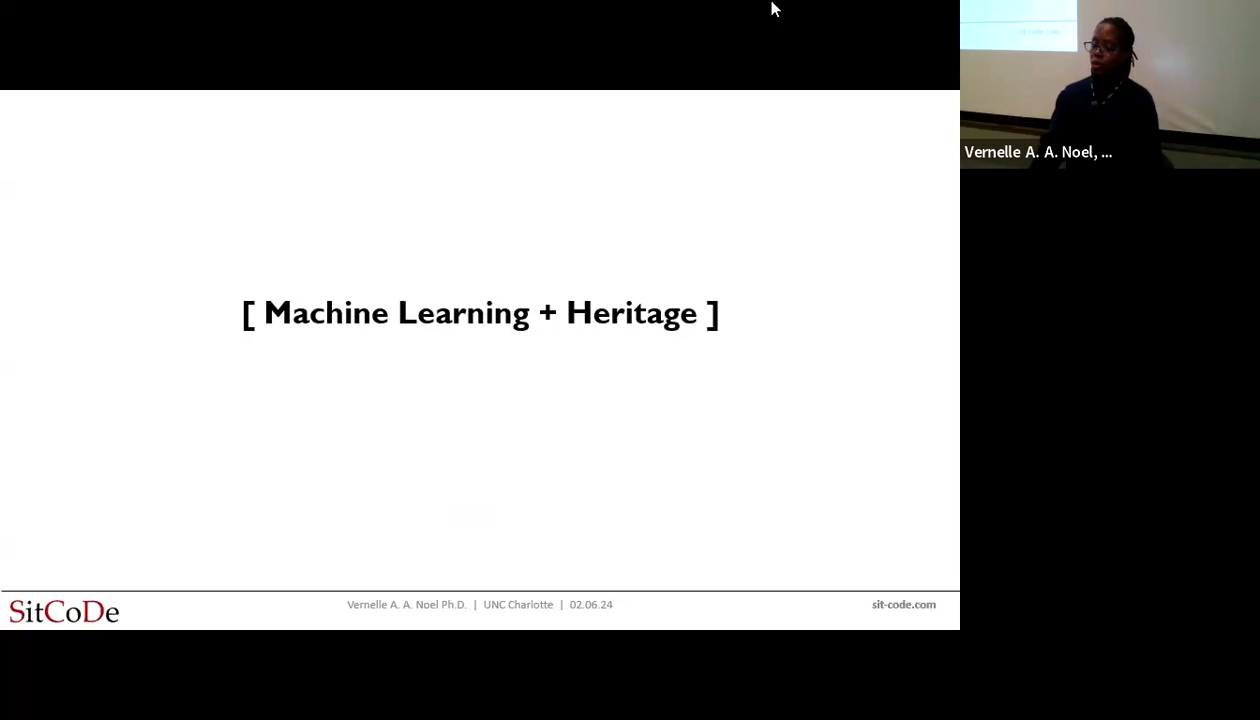 Vernelle A. A. Noel, ...
[ Machine Learning + Heritage ]
SitCoDe
Vernelle A. A. Noel Ph.D. | UNC Charlotte | 02.06.24
sit-code.com